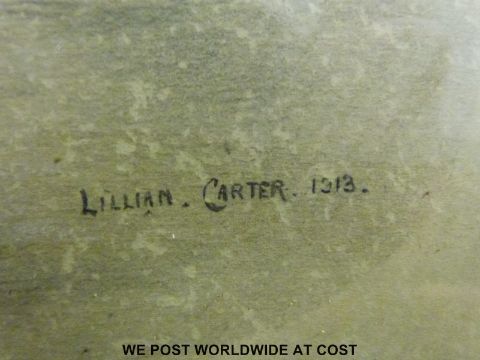 LILLIAN. CARTER. 1913.
WE POST WORLDWIDE AT COST